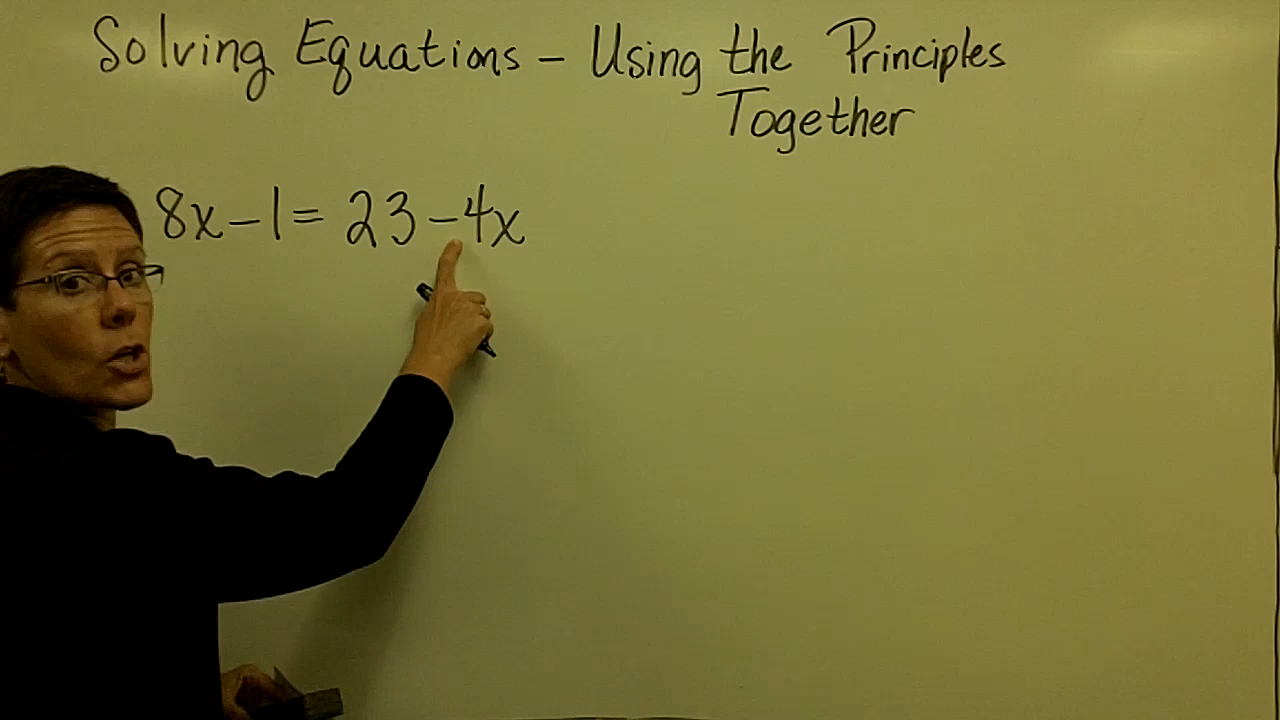 Solving Equations – Using the Principles
Together
8x – 1 = 23 – 4x